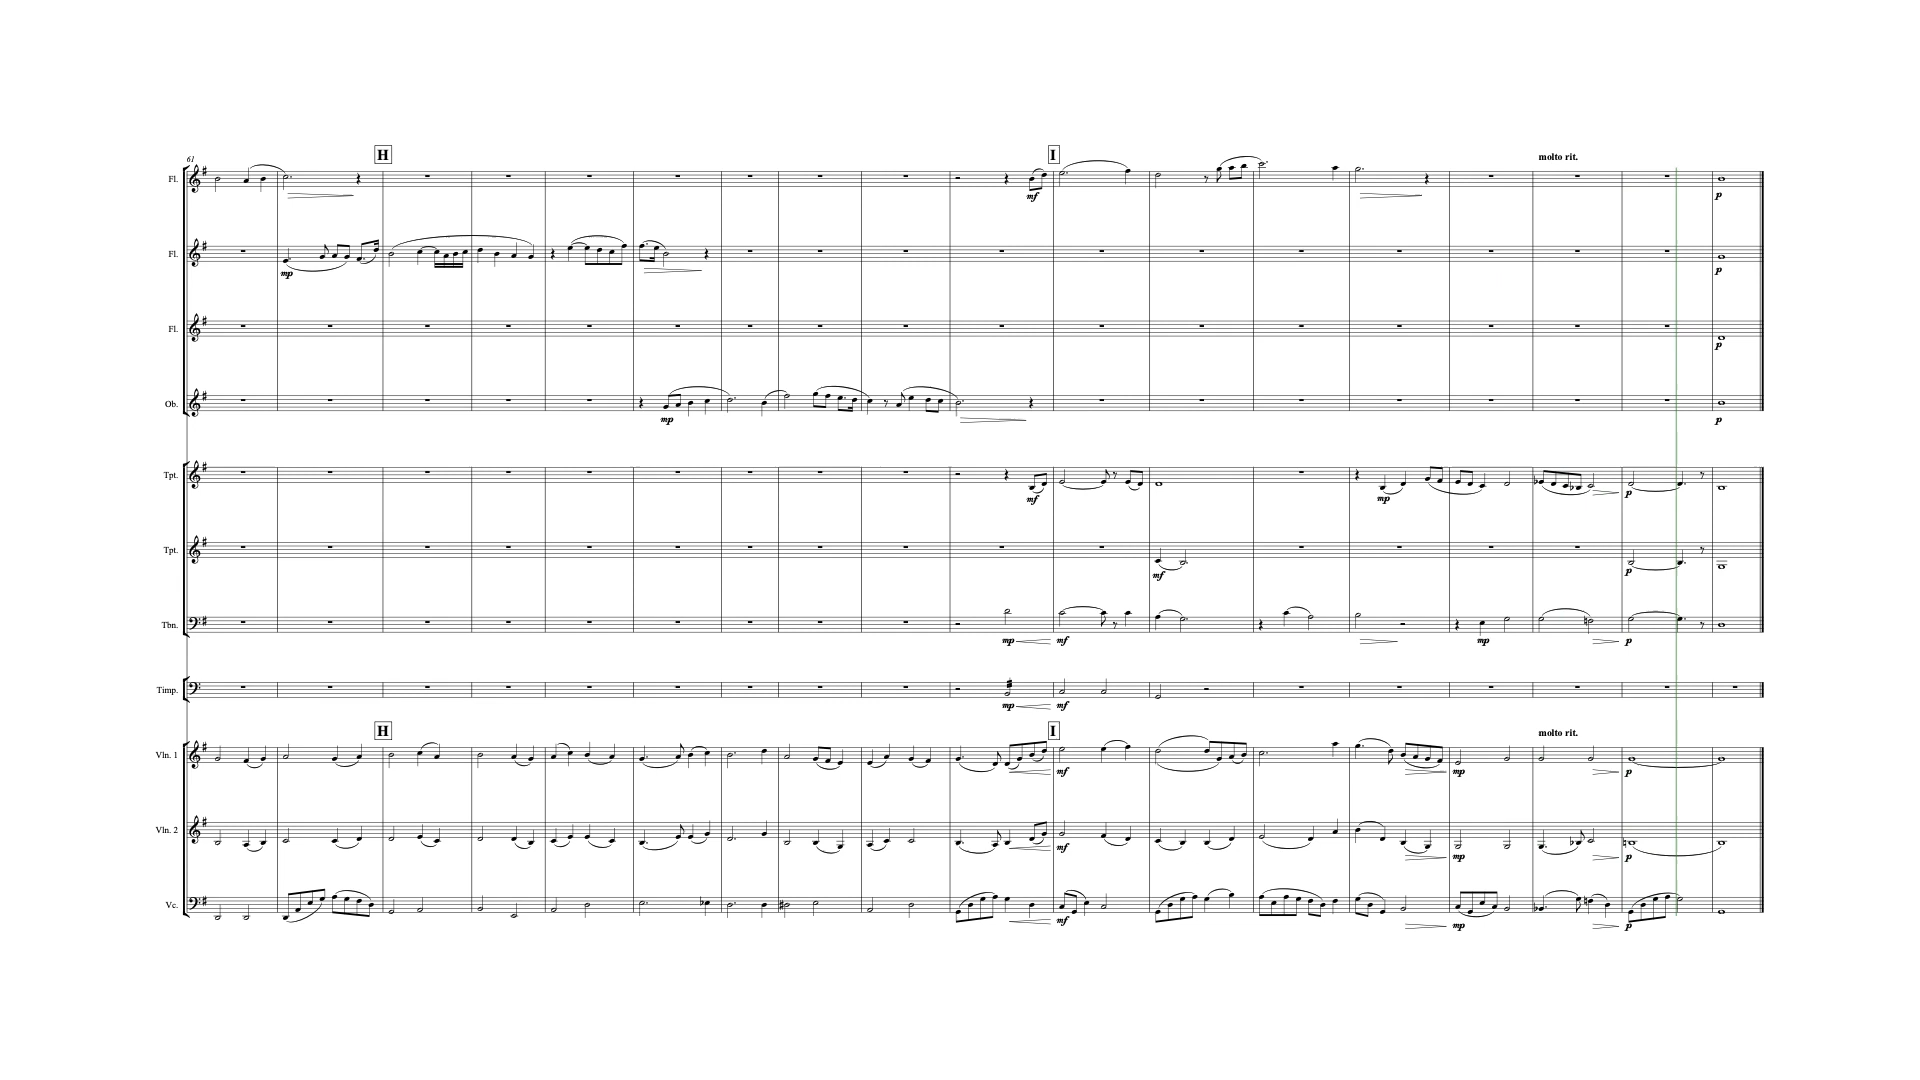 61
H
I
molto rit.
Fl.
mf
p
Fl.
mp
p
Fl.
p
Ob.
mp
p
Tpt.
mf
mp
p
Tpt.
mf
p
Tbn.
mp
mf
mp
p
Timp.
mp
mf
H
I
molto rit.
Vln. 1
mf
mp
p
Vln. 2
mf
mp
p
Vc.
mf
mp
p